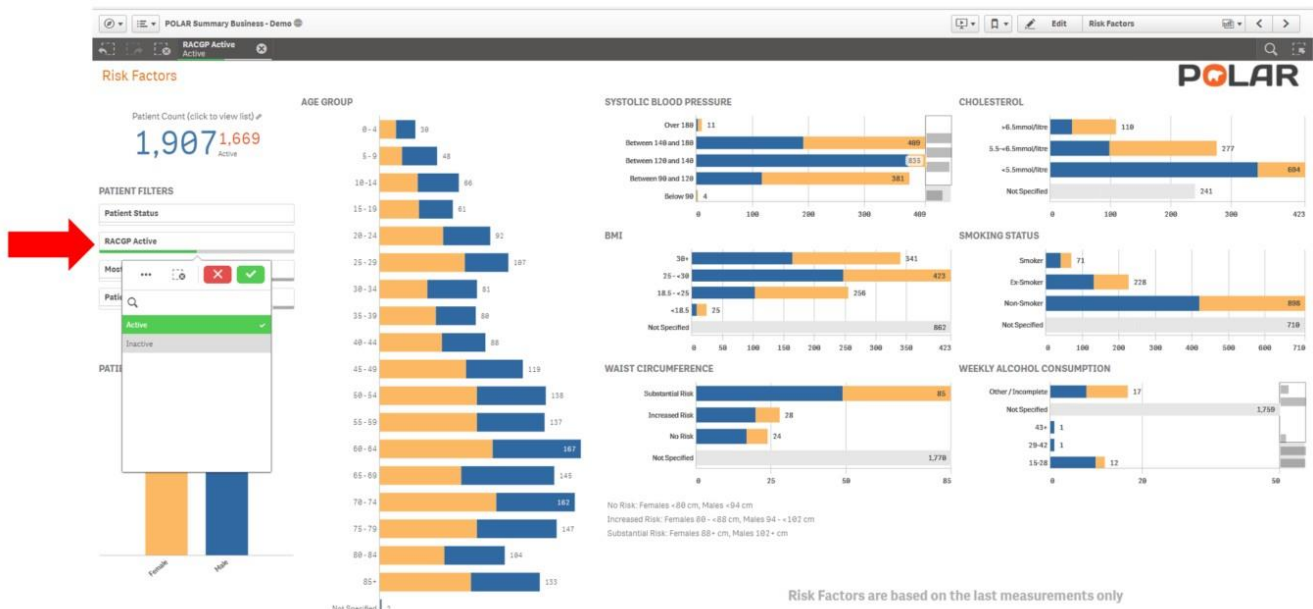 POLAR Summary Business - Demo
Edit
Risk Factors
RACGP Active
Active
Risk Factors
POLAR
Patient Count (click to view list)
1,907
1,669
Active
PATIENT FILTERS
Patient Status
RACGP Active
Most
Patie
Active
Inactive
PATIE
Female
Male
AGE GROUP
0-4
30
5-9
48
10-14
66
15-19
61
20-24
92
25-29
107
30-34
81
35-39
80
40-44
88
45-49
119
50-54
138
55-59
137
60-64
167
65-69
145
70-74
162
75-79
147
80-84
104
85+
133
Not Specified
SYSTOLIC BLOOD PRESSURE
Over 180
11
Between 140 and 180
409
Between 120 and 140
835
Between 90 and 120
381
Below 90
4
0 100 200 300 409
BMI
30+
341
25-<30
423
18.5-<25
256
<18.5
25
Not Specified
862
0 50 100 150 200 250 300 350 423
WAIST CIRCUMFERENCE
Substantial Risk
85
Increased Risk
28
No Risk
24
Not Specified
1,770
0 25 50 85
No Risk: Females <80 cm, Males <94 cm
Increased Risk: Females 80 - <88 cm, Males 94 - <102 cm
Substantial Risk: Females 88+ cm, Males 102+ cm
CHOLESTEROL
>6.5mmol/litre
110
5.5-<6.5mmol/litre
277
<5.5mmol/litre
694
Not Specified
241
0 100 200 300 423
SMOKING STATUS
Smoker
71
Ex-Smoker
228
Non-Smoker
898
Not Specified
710
0 100 200 300 400 500 600 710
WEEKLY ALCOHOL CONSUMPTION
Other / Incomplete
17
Not Specified
1,759
43+
1
29-42
1
15-28
12
0 20 50
Risk Factors are based on the last measurements only